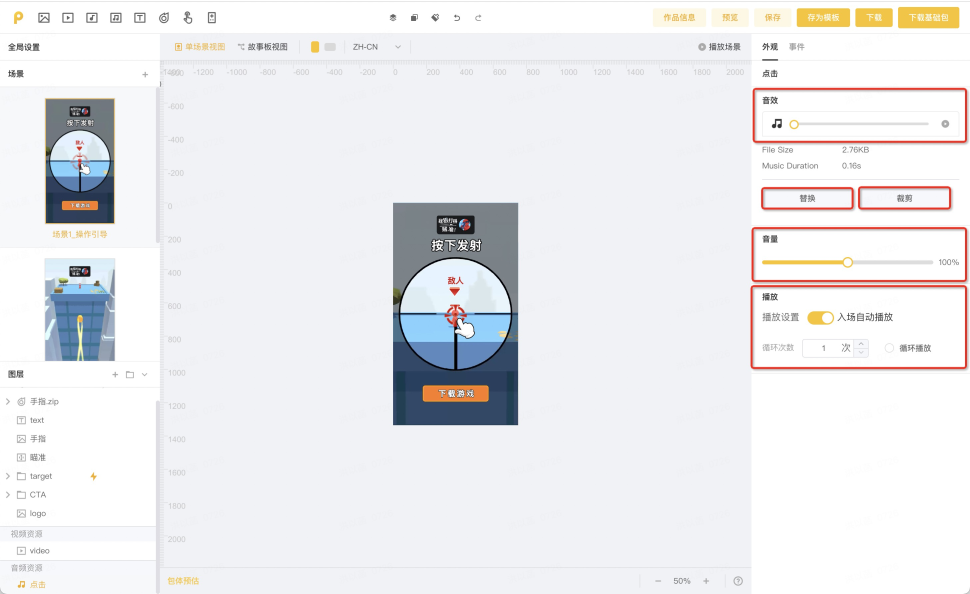 作品信息 预览 保存 存为模板 下载 下载基础包
全局设置
单场景视图 故事板视图 ZH-CN 播放场景
外观 事件
场景
-1200 -1000 -800 -600 -400 -200 0 200 400 600 800 1000 1200 1400 1600 1800 2000
点击
按下发射
敌人
下载游戏
场景1_操作引导
-600
-400
-200
0
200
400
600
800
1000
1200
1400
1600
1800
2000
按下发射
敌人
下载游戏
音效
File Size 2.76KB
Music Duration 0.16s
替换 裁剪
音量
100%
播放
播放设置 入场自动播放
循环次数 1 次 循环播放
图层
手指.zip
text
手指
瞄准
target
CTA
logo
视频资源
video
音频资源
点击
包体预估
50%